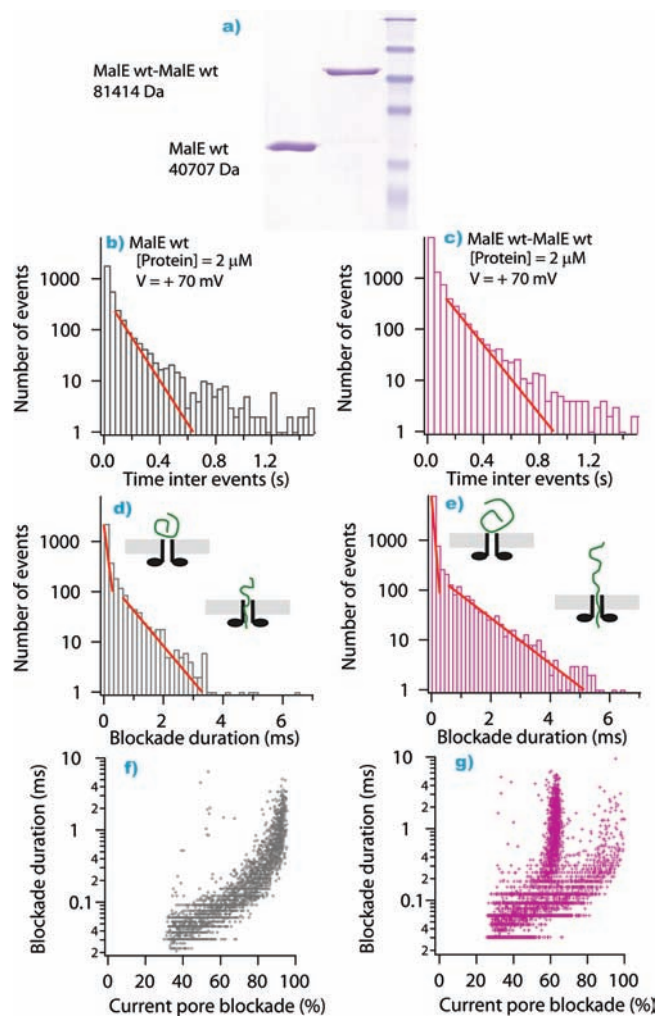 a)
MalE wt-MalE wt
81414 Da
MalE wt
40707 Da
b) MalE wt
[Protein] = 2 μM
V = + 70 mV
Number of events
1000
100
10
1
0.0 0.4 0.8 1.2
Time inter events (s)
c) MalE wt-MalE wt
[Protein] = 2 μM
V = + 70 mV
Number of events
1000
100
10
1
0.0 0.4 0.8 1.2
Time inter events (s)
d)
Number of events
1000
100
10
1
0 2 4 6
Blockade duration (ms)
e)
Number of events
1000
100
10
1
0 2 4 6
Blockade duration (ms)
f)
Blockade duration (ms)
10
4
2
1
4
2
0.1
4
2
0 20 40 60 80 100
Current pore blockade (%)
g)
Blockade duration (ms)
10
4
2
1
4
2
0.1
4
2
0 20 40 60 80 100
Current pore blockade (%)